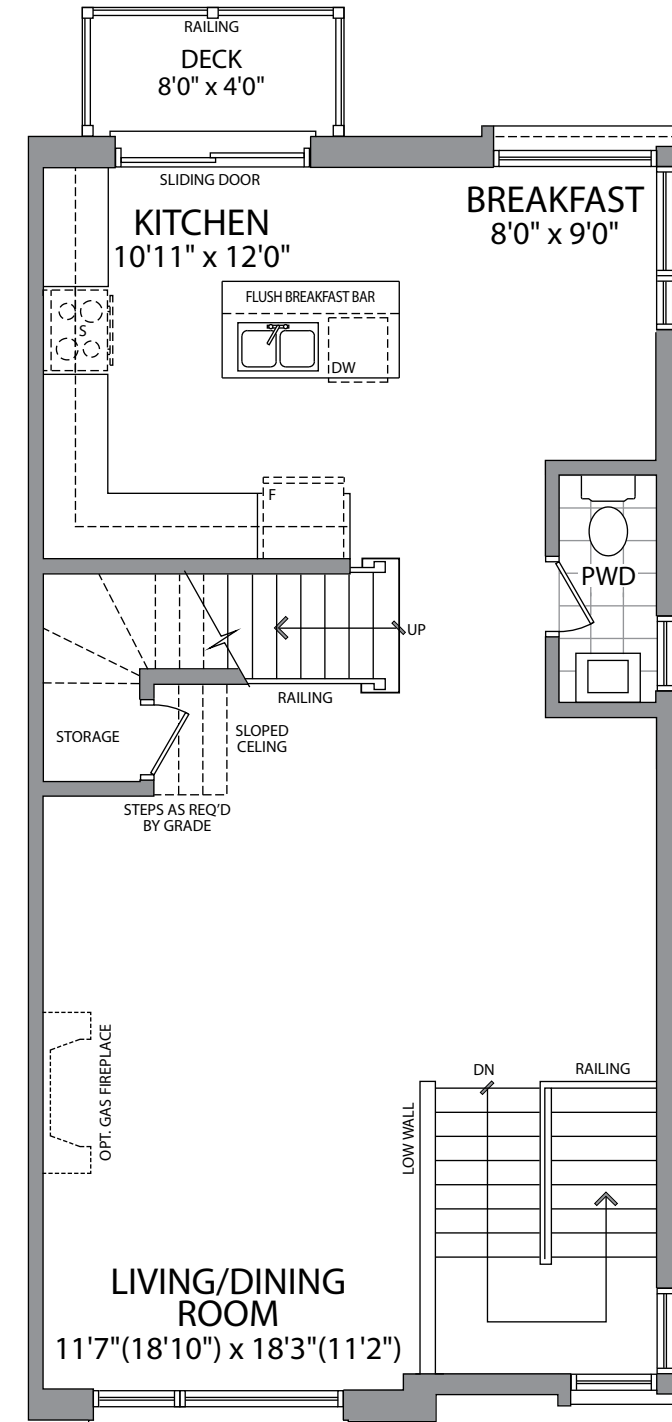 RAILING
DECK
8'0" x 4'0"
SLIDING DOOR
KITCHEN
10'11" x 12'0"
BREAKFAST
8'0" x 9'0"
FLUSH BREAKFAST BAR
S
DW
F
PWD
UP
RAILING
STORAGE
SLOPED
CELING
STEPS AS REQ'D
BY GRADE
OPT. GAS FIREPLACE
DN
RAILING
LOW WALL
LIVING/DINING
ROOM
11'7"(18'10") x 18'3"(11'2")